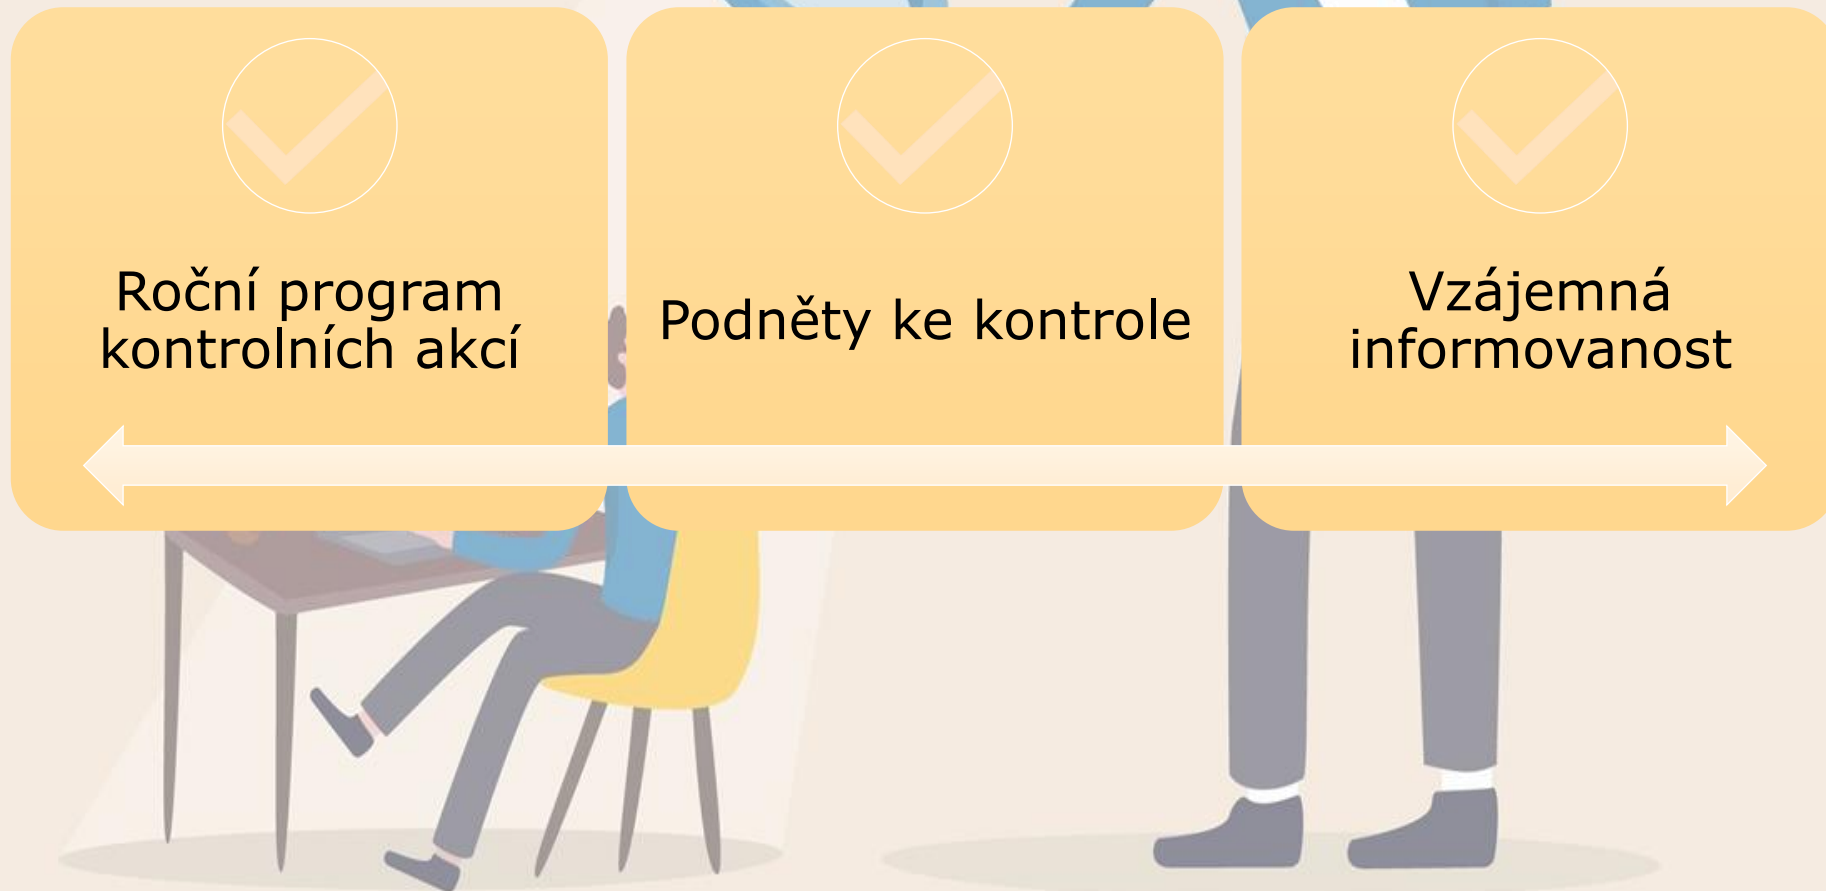 Roční program
kontrolních akcí
Podněty ke kontrole
Vzájemná
informovanost